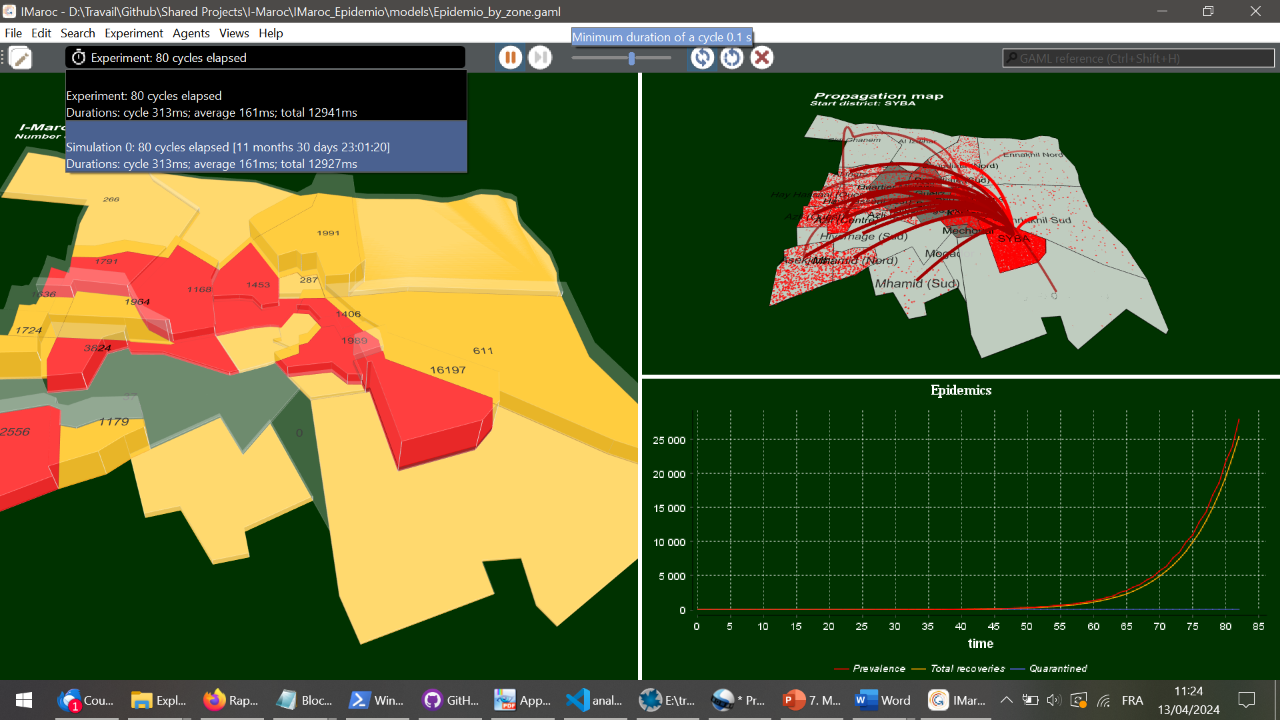 IMaroc - D:\Travail\Github\Shared Projects\I-Maroc\IMaroc_Epidemio\models\Epidemio_by_zone.gaml
File Edit Search Experiment Agents Views Help
Minimum duration of a cycle 0.1 s
Experiment: 80 cycles elapsed
GAML reference (Ctrl+Shift+H)
Experiment: 80 cycles elapsed
Durations: cycle 313ms; average 161ms; total 12941ms
Simulation 0: 80 cycles elapsed [11 months 30 days 23:01:20]
Durations: cycle 313ms; average 161ms; total 12927ms
I-Maroc
Number
266
1991
1791
1168
1453
287
1636
1964
1406
1724
1989
3824
611
16197
1179
2556
0
Propagation map
Start district: SYBA
Ennakhil Nord
Ennakhil Sud
Mechouar
SYBA
Hivernage (Sud)
Mhamid (Nord)
Mhamid (Sud)
Epidemics
25 000
20 000
15 000
10 000
5 000
0
0 5 10 15 20 25 30 35 40 45 50 55 60 65 70 75 80 85
time
Prevalence Total recoveries Quarantined
1
Cou... Expl... Rap... Bloc... Win... GitH... App... anal... E:\tr... * Pr... 7. M... Word IMar...
FRA
11:24
13/04/2024